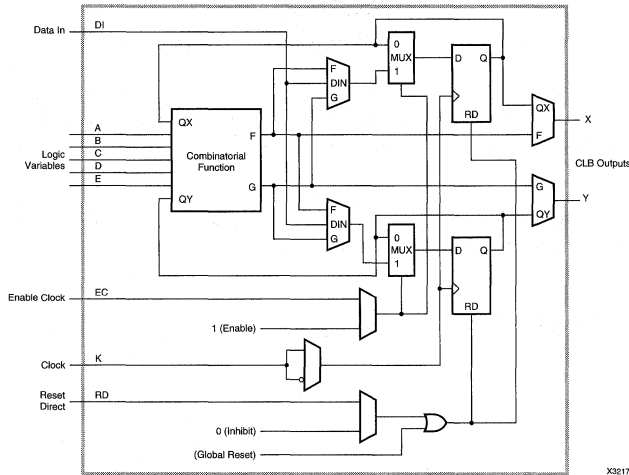 Data In
DI
0
MUX
1
D
Q
RD
F
DIN
G
QX
F
X
QX
A
B
C
D
E
Logic
Variables
Combinatorial
Function
F
G
QY
CLB Outputs
G
QY
Y
F
DIN
G
0
MUX
1
D
Q
RD
Enable Clock
EC
1 (Enable)
Clock
K
Reset
Direct
RD
0 (Inhibit)
(Global Reset)
X3217